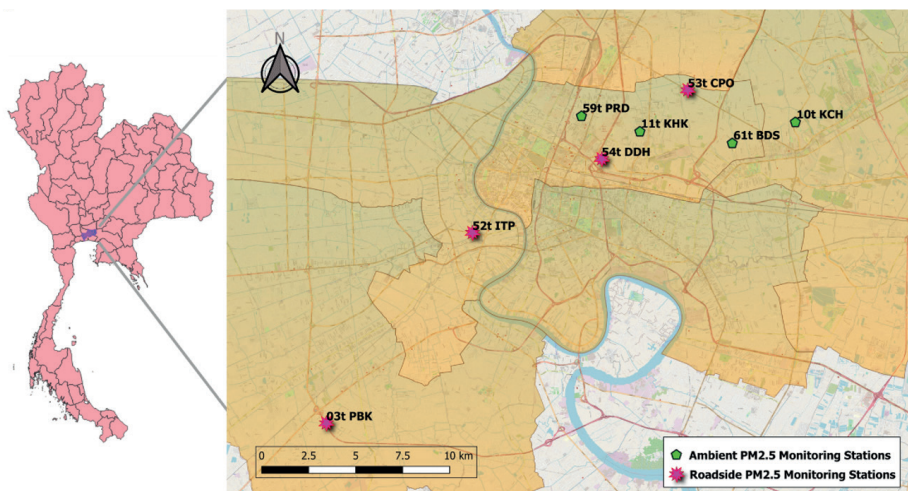 N
53t CPO
59t PRD
11t KHK
10t KCH
61t BDS
54t DDH
52t ITP
03t PBK
0 2.5 5 7.5 10 km
Ambient PM2.5 Monitoring Stations
Roadside PM2.5 Monitoring Stations